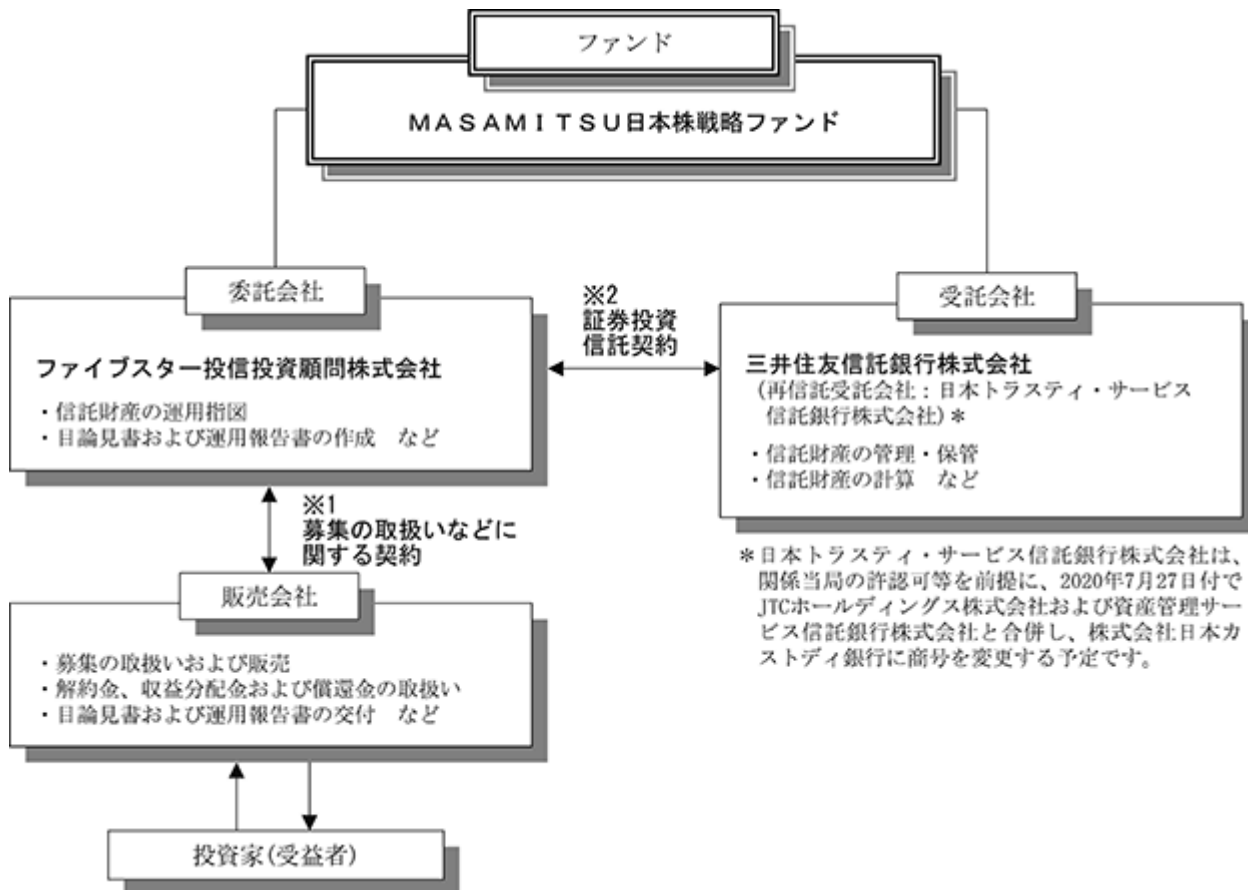 ファンド
MASAMITSU日本株戦略ファンド
委託会社
ファイブスター投信投資顧問株式会社
・信託財産の運用指図
・目論見書および運用報告書の作成　など
※2
証券投資
信託契約
受託会社
三井住友信託銀行株式会社
(再信託受託会社：日本トラスティ・サービス
信託銀行株式会社)＊
・信託財産の管理・保管
・信託財産の計算　など
※1
募集の取扱いなどに
関する契約
＊日本トラスティ・サービス信託銀行株式会社は、
関係当局の許認可等を前提に、2020年7月27日付で
JTCホールディングス株式会社および資産管理サー
ビス信託銀行株式会社と合併し、株式会社日本カ
ストディ銀行に商号を変更する予定です。
販売会社
・募集の取扱いおよび販売
・解約金、収益分配金および償還金の取扱い
・目論見書および運用報告書の交付　など
投資家(受益者)